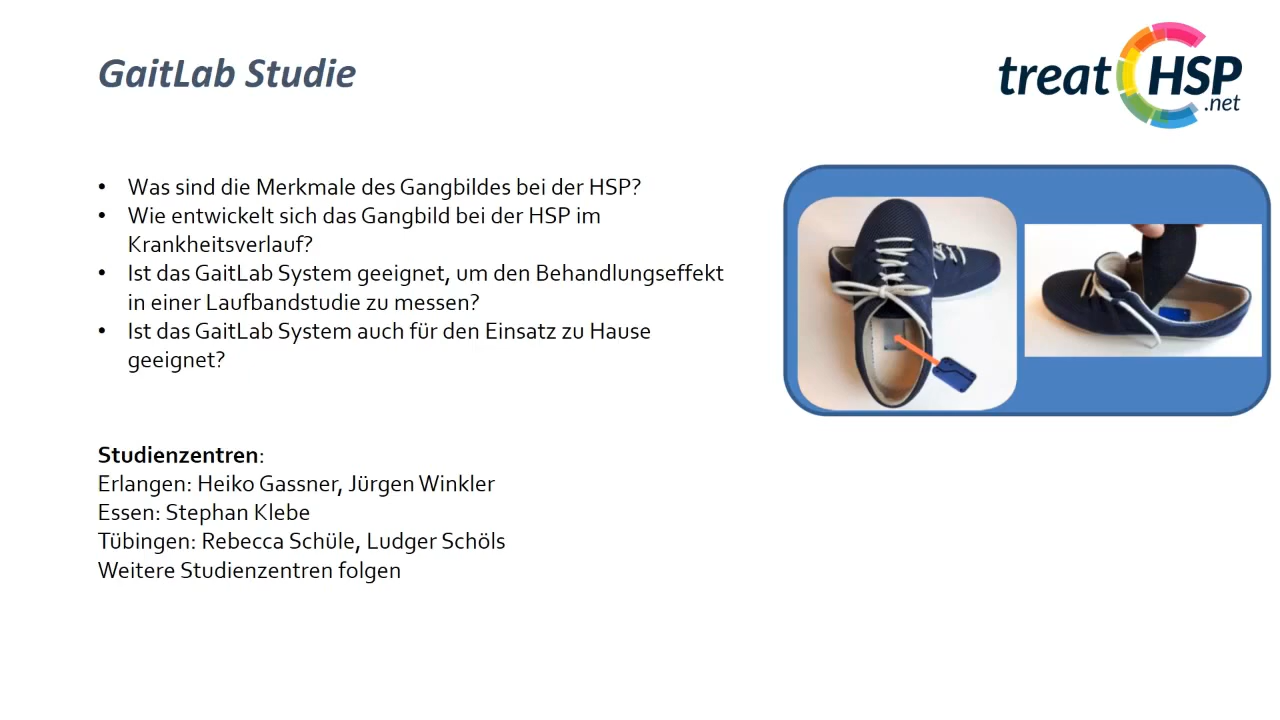 GaitLab Studie
treat HSP
.net
• Was sind die Merkmale des Gangbildes bei der HSP?
• Wie entwickelt sich das Gangbild bei der HSP im
Krankheitsverlauf?
• Ist das GaitLab System geeignet, um den Behandlungseffekt
in einer Laufbandstudie zu messen?
• Ist das GaitLab System auch für den Einsatz zu Hause
geeignet?
Studienzentren:
Erlangen: Heiko Gassner, Jürgen Winkler
Essen: Stephan Klebe
Tübingen: Rebecca Schüle, Ludger Schöls
Weitere Studienzentren folgen